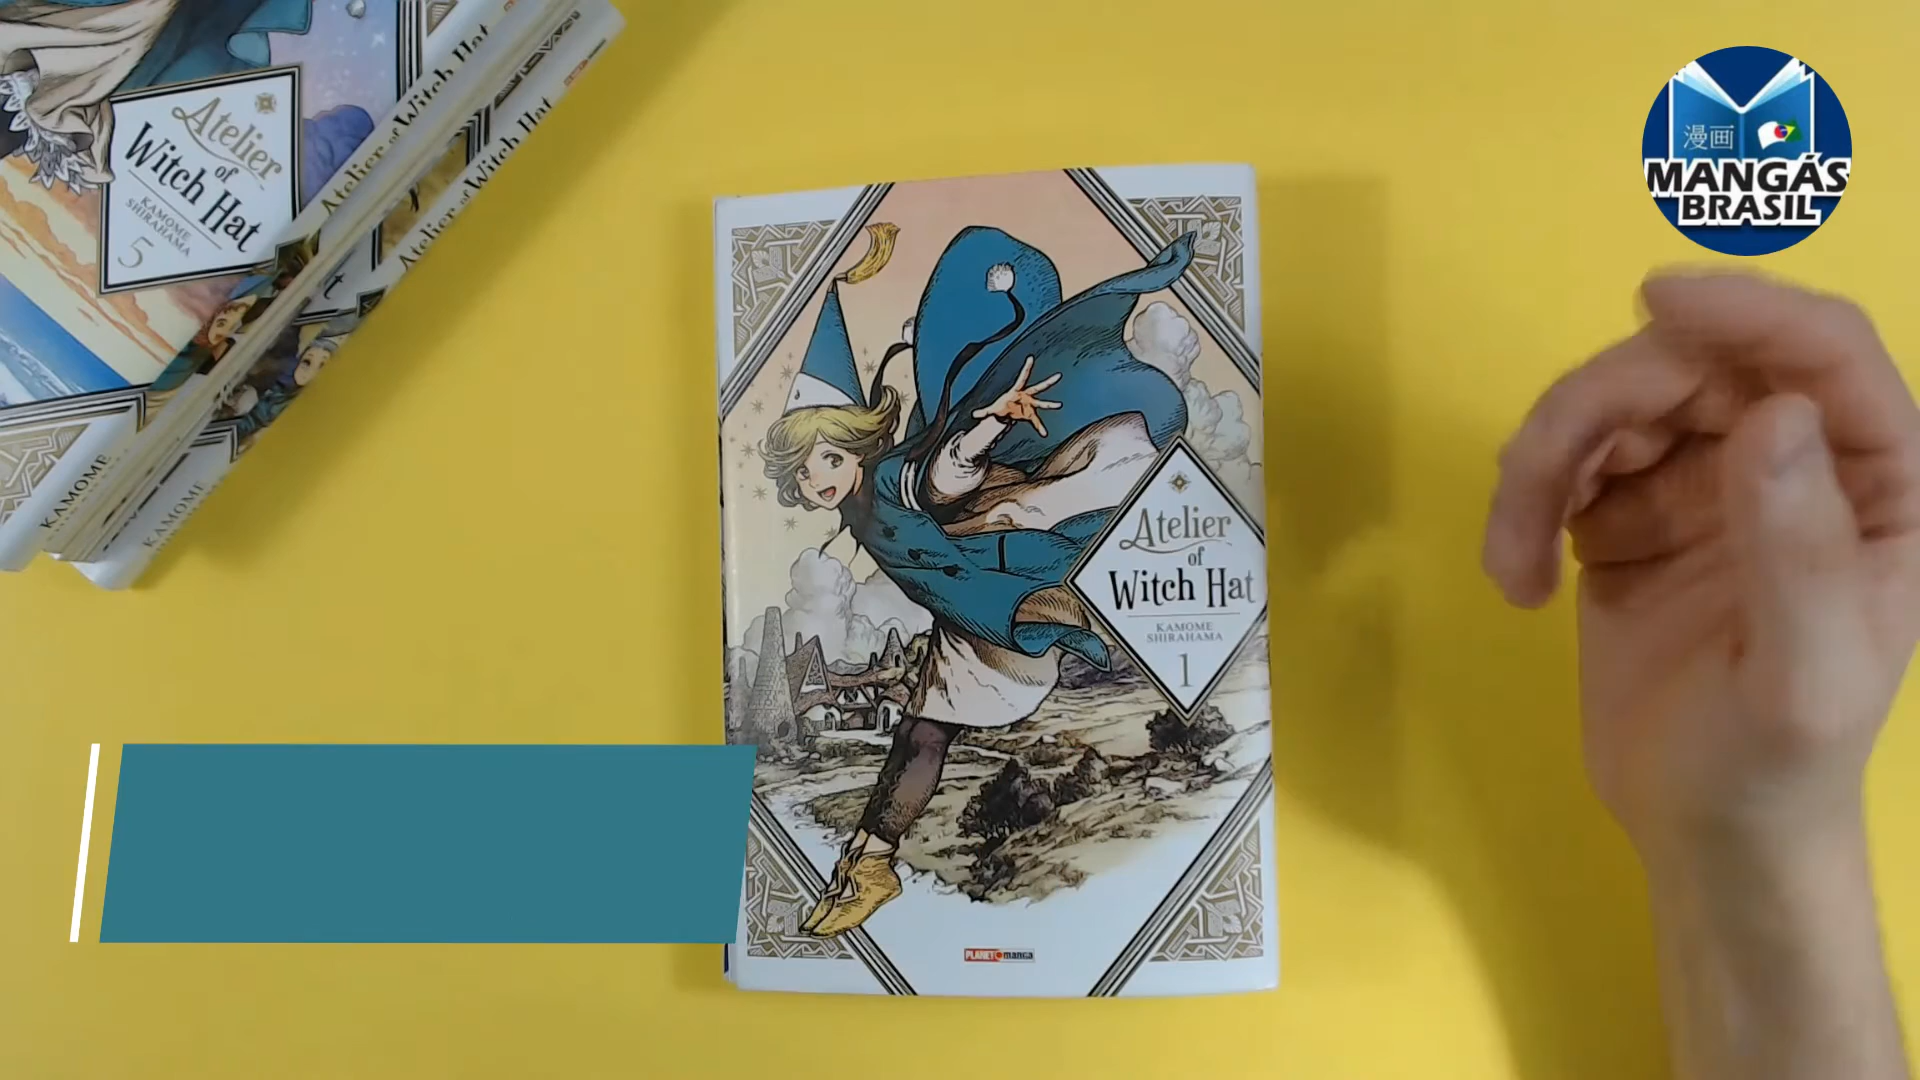 Atelier
of
Witch Hat
KAMOME
SHIRAHAMA
5
Atelier of Witch Hat
KAMOME
Atelier of Witch Hat
KAMOME
漫画
MANGÁS
BRASIL
Atelier
of
Witch Hat
KAMOME
SHIRAHAMA
1
PLANET manga